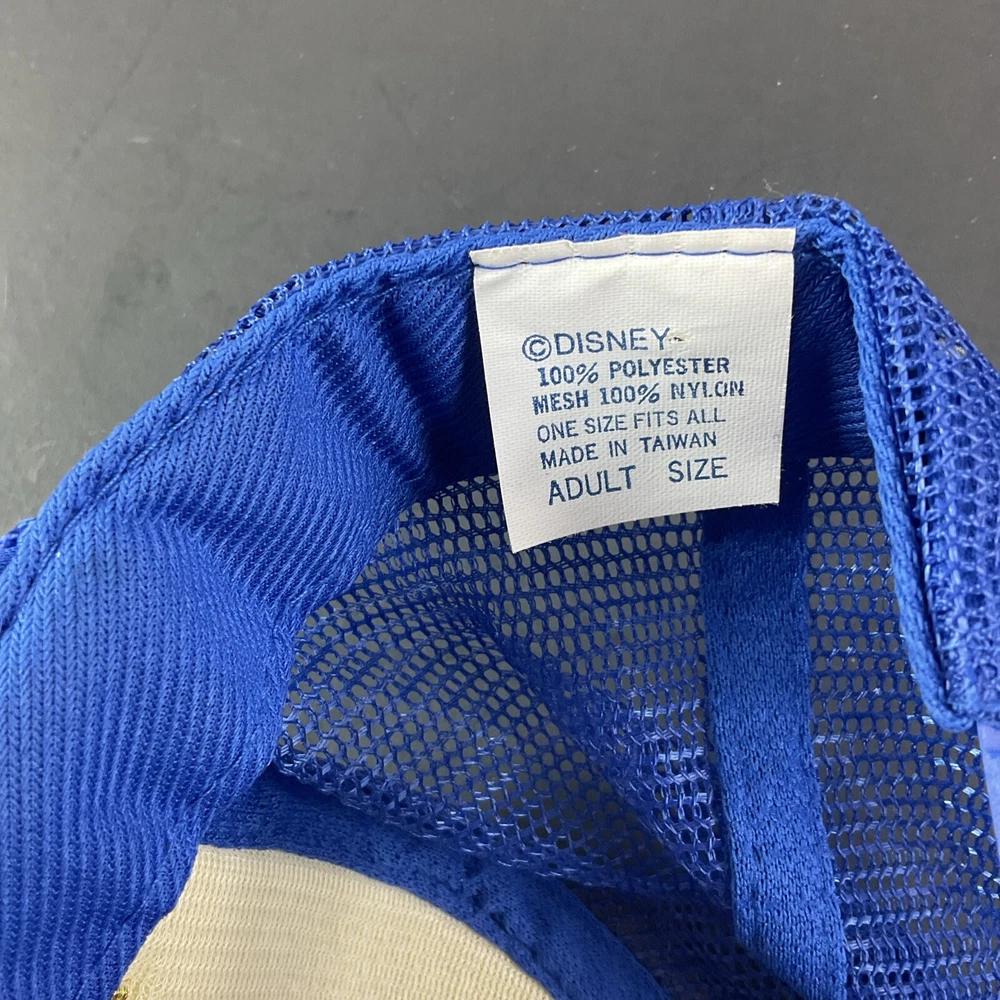 ©DISNEY
100% POLYESTER
MESH 100% NYLON
ONE SIZE FITS ALL
MADE IN TAIWAN
ADULT SIZE